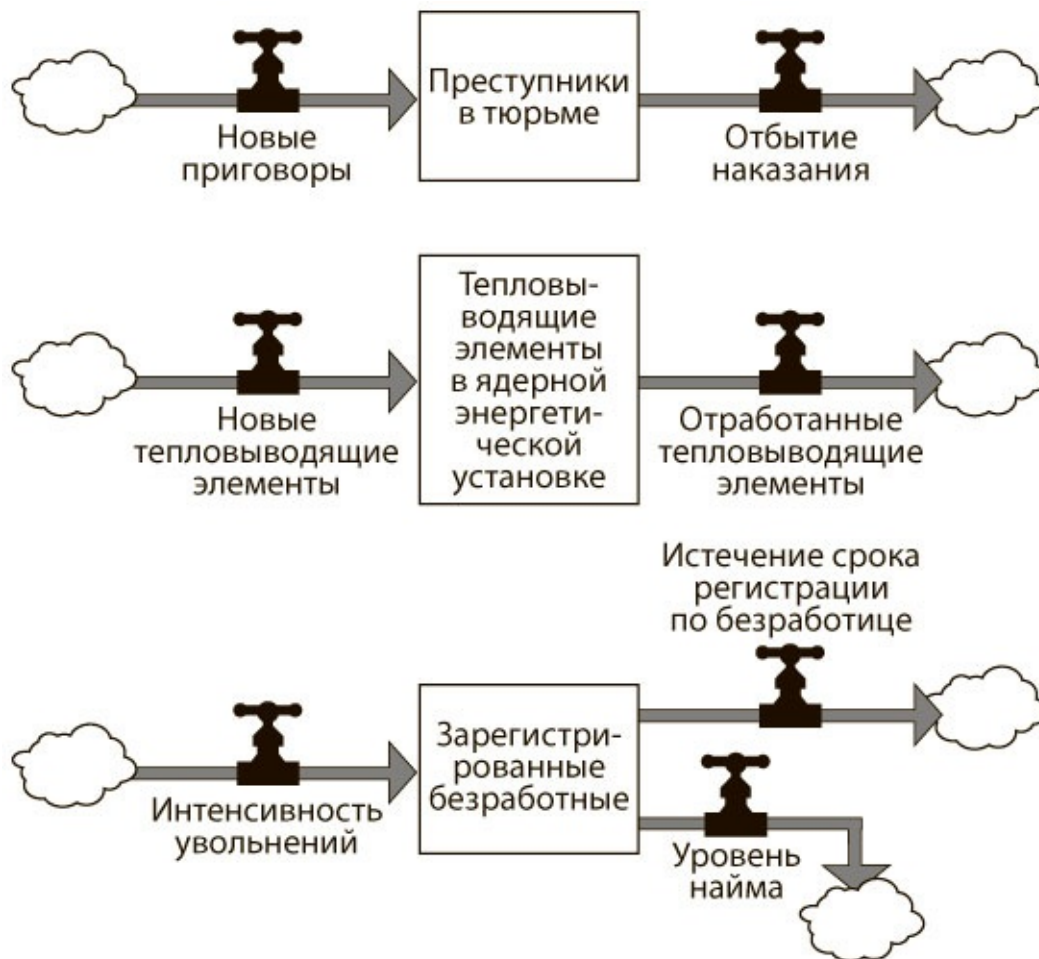 Преступники
в тюрьме
Новые
приговоры
Отбытие
наказания
Тепловы-
водящие
элементы
в ядерной
энергети-
ческой
установке
Новые
тепловыводящие
элементы
Отработанные
тепловыводящие
элементы
Истечение срока
регистрации
по безработице
Зарегистри-
рованные
безработные
Интенсивность
увольнений
Уровень
найма